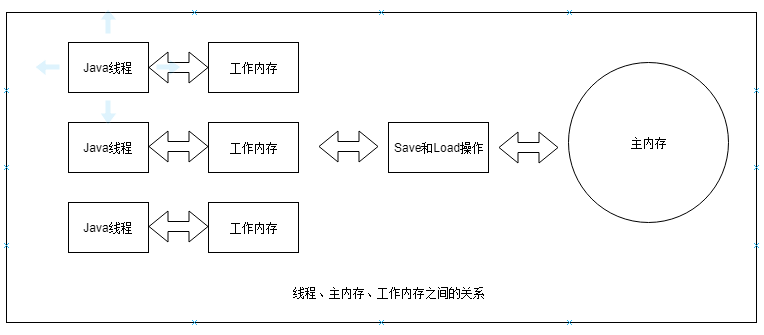 Java线程
工作内存
Java线程
工作内存
Save和Load操作
主内存
Java线程
工作内存
线程、主内存、工作内存之间的关系